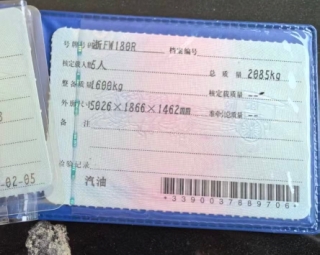 号牌号码 浙FW180R 档案编号
核定载人数 5人 总质量 2085kg
整备质量 1680kg 核定载质量 --
外廓尺寸 5026×1866×1462mm 准牵引总质量 --
备注
检验记录
汽油
*3390037689706*
-02-05